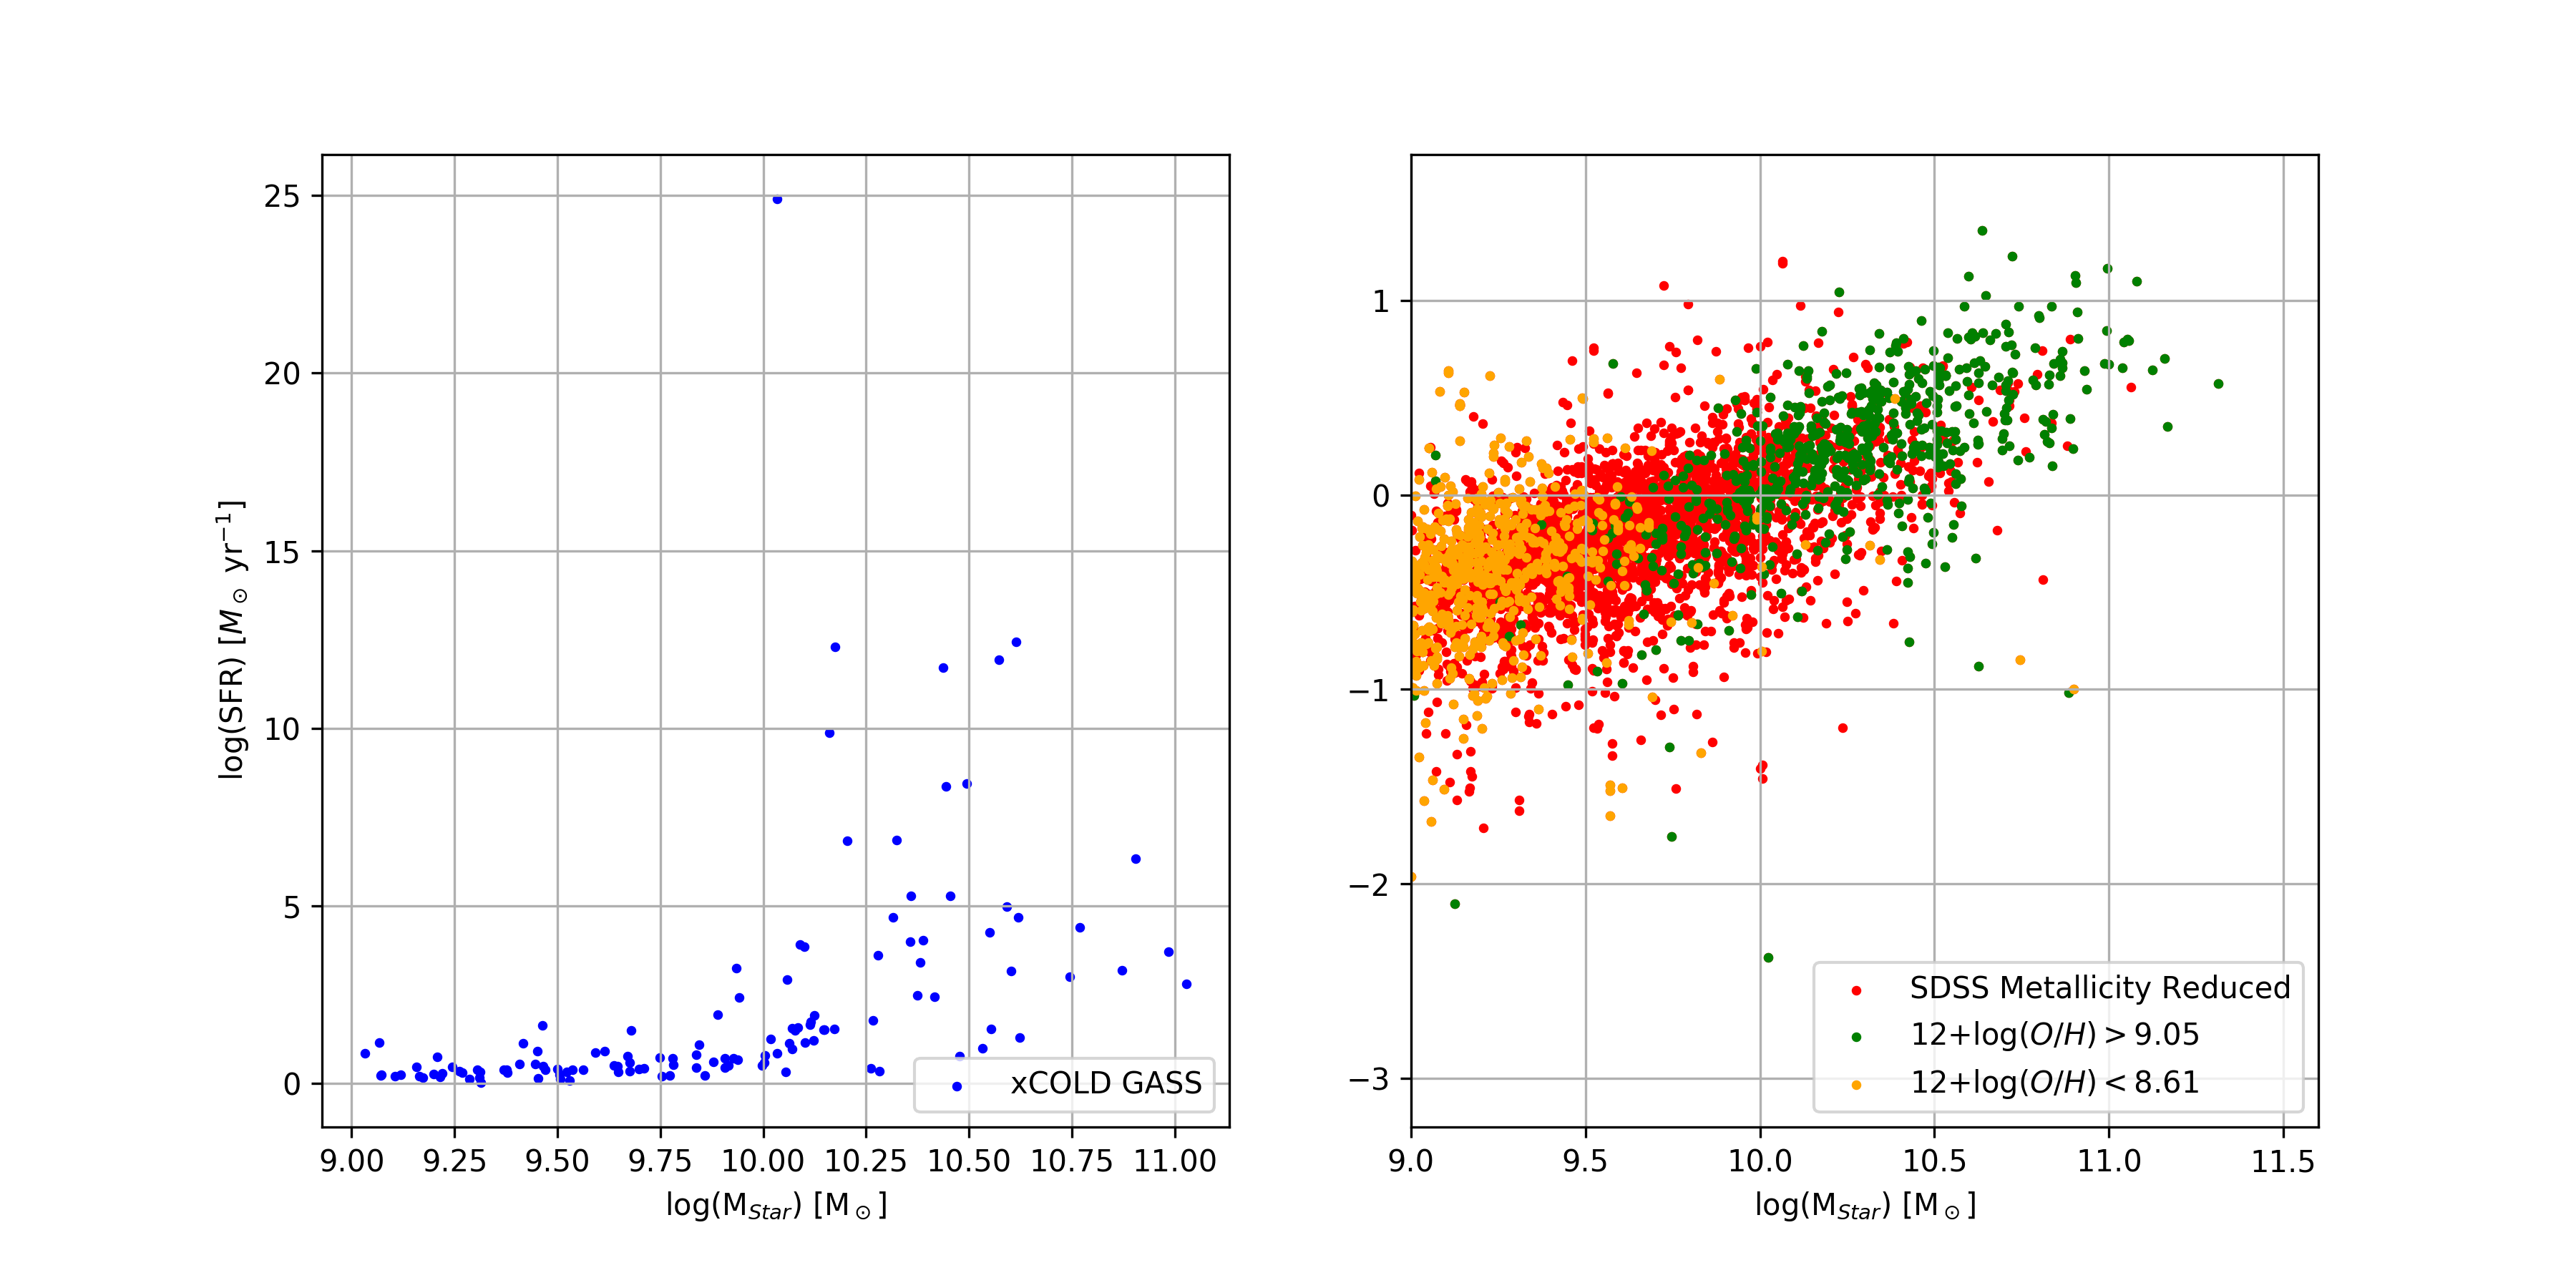 25
20
15
10
5
0
log(SFR) [M⊙ yr⁻¹]
9.00 9.25 9.50 9.75 10.00 10.25 10.50 10.75 11.00
log(M_Star) [M⊙]
xCOLD GASS
1
0
−1
−2
−3
9.0 9.5 10.0 10.5 11.0 11.5
log(M_Star) [M⊙]
SDSS Metallicity Reduced
12+log(O/H) > 9.05
12+log(O/H) < 8.61